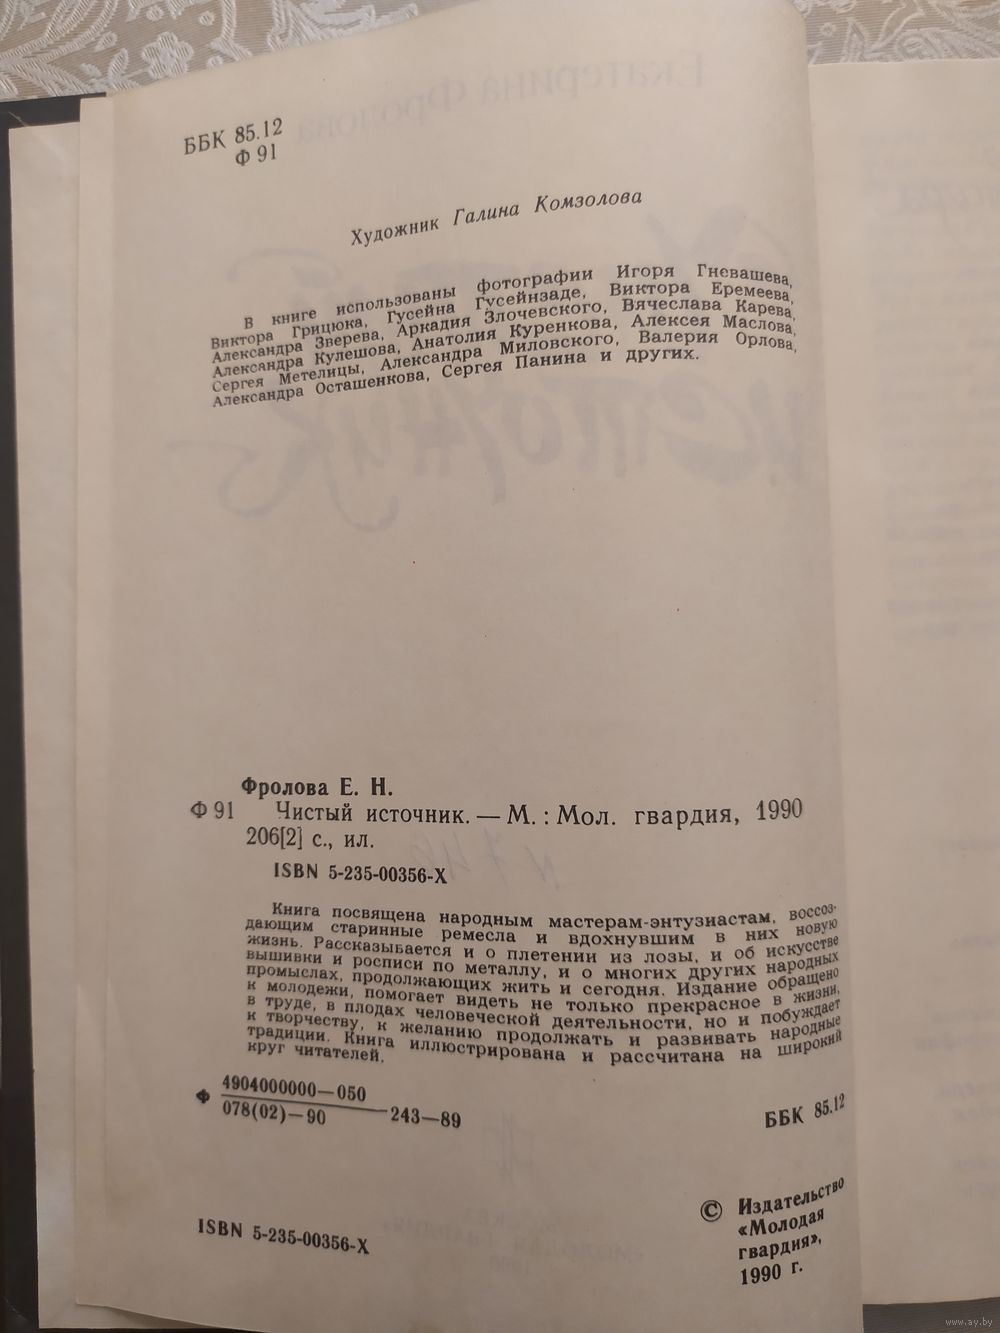 ББК 85.12
Ф 91
Художник Галина Комзолова
В книге использованы фотографии Игоря Гневашева,
Виктора Грицюка, Гусейна Гусейнзаде, Виктора Еремеева,
Александра Зверева, Аркадия Злочевского, Вячеслава Карева,
Александра Кулешова, Анатолия Куренкова, Алексея Маслова,
Сергея Метелицы, Александра Миловского, Валерия Орлова,
Александра Осташенкова, Сергея Панина и других.
Фролова Е. Н.
Ф 91 Чистый источник. — М. : Мол. гвардия, 1990
206[2] с., ил.
ISBN 5-235-00356-X
Книга посвящена народным мастерам-энтузиастам, воссоз-
дающим старинные ремесла и вдохнувшим в них новую
жизнь. Рассказывается и о плетении из лозы, и об искусстве
вышивки и росписи по металлу, и о многих других народных
промыслах, продолжающих жить и сегодня. Издание обращено
к молодежи, помогает видеть не только прекрасное в жизни,
в труде, в плодах человеческой деятельности, но и побуждает
к творчеству, к желанию продолжать и развивать народные
традиции. Книга иллюстрирована и рассчитана на широкий
круг читателей.
Ф 4904000000—050
078(02)—90 —243—89
ББК 85.12
ISBN 5-235-00356-X
© Издательство
«Молодая
гвардия»,
1990 г.
www.ay.by